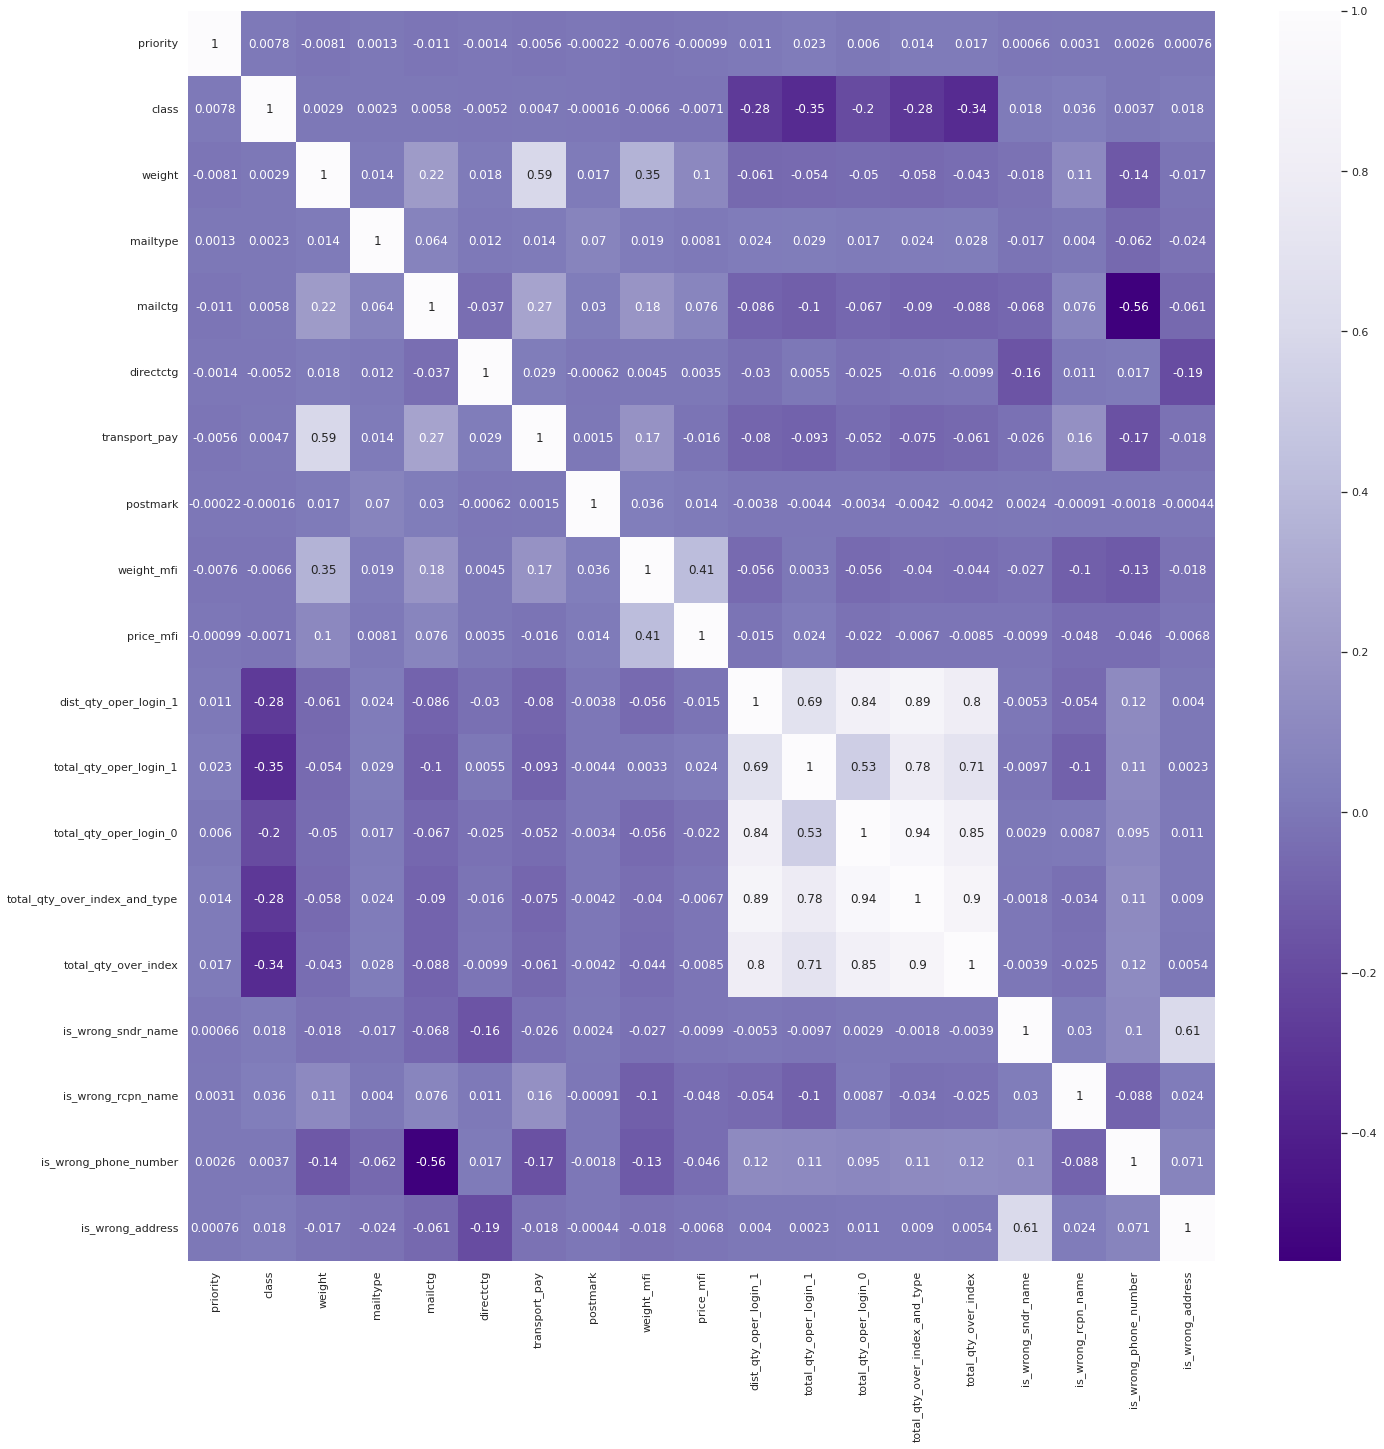 priority 1 0.0078 -0.0081 0.0013 -0.011 -0.0014 -0.0056 -0.00022 -0.0076 -0.00099 0.011 0.023 0.006 0.014 0.017 0.00066 0.0031 0.0026 0.00076
class 0.0078 1 0.0029 0.0023 0.0058 -0.0052 0.0047 -0.00016 -0.0066 -0.0071 -0.28 -0.35 -0.2 -0.28 -0.34 0.018 0.036 0.0037 0.018
weight -0.0081 0.0029 1 0.014 0.22 0.018 0.59 0.017 0.35 0.1 -0.061 -0.054 -0.05 -0.058 -0.043 -0.018 0.11 -0.14 -0.017
mailtype 0.0013 0.0023 0.014 1 0.064 0.012 0.014 0.07 0.019 0.0081 0.024 0.029 0.017 0.024 0.028 -0.017 0.004 -0.062 -0.024
mailctg -0.011 0.0058 0.22 0.064 1 -0.037 0.27 0.03 0.18 0.076 -0.086 -0.1 -0.067 -0.09 -0.088 -0.068 0.076 -0.56 -0.061
directctg -0.0014 -0.0052 0.018 0.012 -0.037 1 0.029 -0.00062 0.0045 0.0035 -0.03 0.0055 -0.025 -0.016 -0.0099 -0.16 0.011 0.017 -0.19
transport_pay -0.0056 0.0047 0.59 0.014 0.27 0.029 1 0.0015 0.17 -0.016 -0.08 -0.093 -0.052 -0.075 -0.061 -0.026 0.16 -0.17 -0.018
postmark -0.00022 -0.00016 0.017 0.07 0.03 -0.00062 0.0015 1 0.036 0.014 -0.0038 -0.0044 -0.0034 -0.0042 -0.0042 0.0024 -0.00091 -0.0018 -0.00044
weight_mfi -0.0076 -0.0066 0.35 0.019 0.18 0.0045 0.17 0.036 1 0.41 -0.056 0.0033 -0.056 -0.04 -0.044 -0.027 -0.1 -0.13 -0.018
price_mfi -0.00099 -0.0071 0.1 0.0081 0.076 0.0035 -0.016 0.014 0.41 1 -0.015 0.024 -0.022 -0.0067 -0.0085 -0.0099 -0.048 -0.046 -0.0068
dist_qty_oper_login_1 0.011 -0.28 -0.061 0.024 -0.086 -0.03 -0.08 -0.0038 -0.056 -0.015 1 0.69 0.84 0.89 0.8 -0.0053 -0.054 0.12 0.004
total_qty_oper_login_1 0.023 -0.35 -0.054 0.029 -0.1 0.0055 -0.093 -0.0044 0.0033 0.024 0.69 1 0.53 0.78 0.71 -0.0097 -0.1 0.11 0.0023
total_qty_oper_login_0 0.006 -0.2 -0.05 0.017 -0.067 -0.025 -0.052 -0.0034 -0.056 -0.022 0.84 0.53 1 0.94 0.85 0.0029 0.0087 0.095 0.011
total_qty_over_index_and_type 0.014 -0.28 -0.058 0.024 -0.09 -0.016 -0.075 -0.0042 -0.04 -0.0067 0.89 0.78 0.94 1 0.9 -0.0018 -0.034 0.11 0.009
total_qty_over_index 0.017 -0.34 -0.043 0.028 -0.088 -0.0099 -0.061 -0.0042 -0.044 -0.0085 0.8 0.71 0.85 0.9 1 -0.0039 -0.025 0.12 0.0054
is_wrong_sndr_name 0.00066 0.018 -0.018 -0.017 -0.068 -0.16 -0.026 0.0024 -0.027 -0.0099 -0.0053 -0.0097 0.0029 -0.0018 -0.0039 1 0.03 0.1 0.61
is_wrong_rcpn_name 0.0031 0.036 0.11 0.004 0.076 0.011 0.16 -0.00091 -0.1 -0.048 -0.054 -0.1 0.0087 -0.034 -0.025 0.03 1 -0.088 0.024
is_wrong_phone_number 0.0026 0.0037 -0.14 -0.062 -0.56 0.017 -0.17 -0.0018 -0.13 -0.046 0.12 0.11 0.095 0.11 0.12 0.1 -0.088 1 0.071
is_wrong_address 0.00076 0.018 -0.017 -0.024 -0.061 -0.19 -0.018 -0.00044 -0.018 -0.0068 0.004 0.0023 0.011 0.009 0.0054 0.61 0.024 0.071 1
priority
class
weight
mailtype
mailctg
directctg
transport_pay
postmark
weight_mfi
price_mfi
dist_qty_oper_login_1
total_qty_oper_login_1
total_qty_oper_login_0
total_qty_over_index_and_type
total_qty_over_index
is_wrong_sndr_name
is_wrong_rcpn_name
is_wrong_phone_number
is_wrong_address
1.0
0.8
0.6
0.4
0.2
0.0
−0.2
−0.4